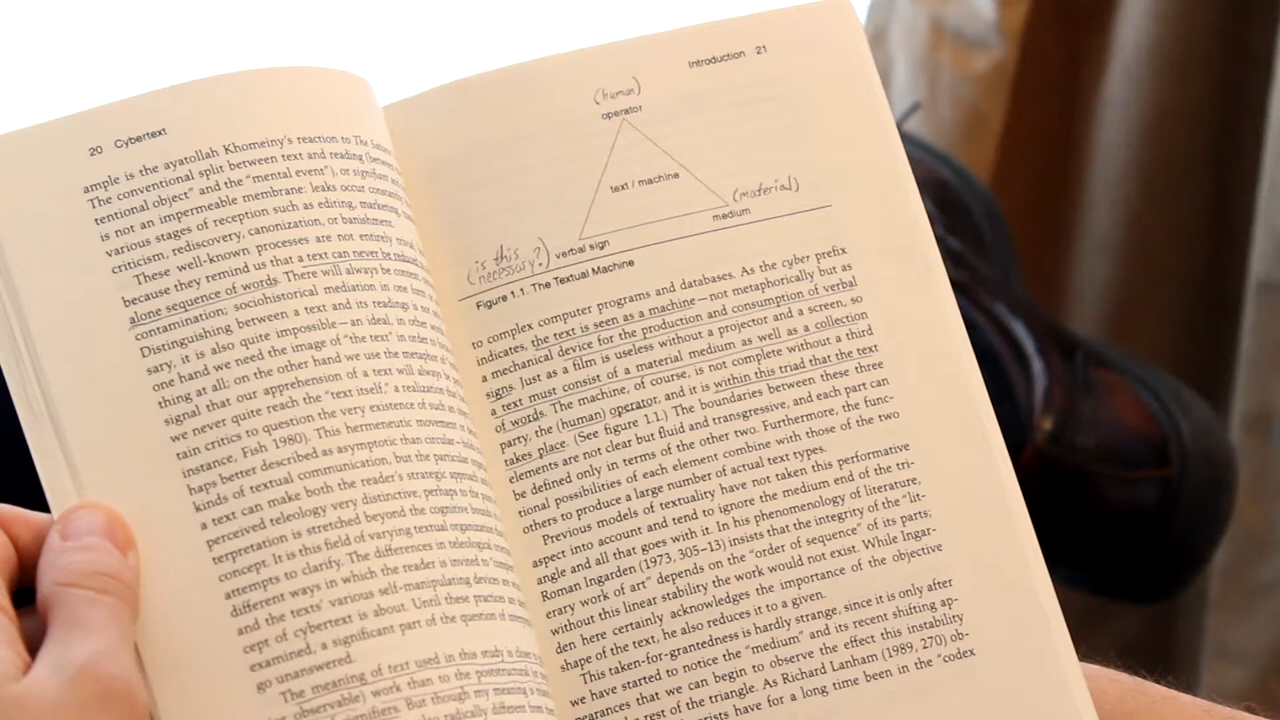 20 Cybertext
ample is the ayatollah Khomeiny's reaction to The
The conventional split between text and reading
tentional object" and the "mental event"), or
is not an impermeable membrane: leaks occur
various stages of reception such as editing, marketing,
criticism, rediscovery, canonization, or banishment.
These well-known processes are not entirely
because they remind us that a text can never be reduced
alone sequence of words. There will always be
contamination; sociohistorical mediation in one
Distinguishing between a text and its readings is not
sary, it is also quite impossible—an ideal, in other
one hand we need the image of "the text" in order to
thing at all; on the other hand we use the metaphor of
signal that our apprehension of a text will always
we never quite reach the "text itself," a realization
tain critics to question the very existence of such
instance, Fish 1980). This hermeneutic movement
haps better described as asymptotic than circular
kinds of textual communication, but the particular
a text can make both the reader's strategic approach
perceived teleology very distinctive, perhaps to the
terpretation is stretched beyond the cognitive
concept. It is this field of varying textual
attempts to clarify. The differences in teleological
different ways in which the reader is invited to
and the texts' various self-manipulating devices are
cept of cybertext is about. Until these practices are
examined, a significant part of the question of
go unanswered.
The meaning of text used in this study is
observable) work than to the poststructural
signifiers. But though my meaning is
also radically different from
Introduction 21
(human)
operator
text / machine
(material)
medium
(is this
necessary?)
verbal sign
Figure 1.1. The Textual Machine
to complex computer programs and databases. As the cyber prefix
indicates, the text is seen as a machine—not metaphorically but as
a mechanical device for the production and consumption of verbal
signs. Just as a film is useless without a projector and a screen, so
a text must consist of a material medium as well as a collection
of words. The machine, of course, is not complete without a third
party, the (human) operator, and it is within this triad that the text
takes place. (See figure 1.1.) The boundaries between these three
elements are not clear but fluid and transgressive, and each part can
be defined only in terms of the other two. Furthermore, the func-
tional possibilities of each element combine with those of the two
others to produce a large number of actual text types.
Previous models of textuality have not taken this performative
aspect into account and tend to ignore the medium end of the tri-
angle and all that goes with it. In his phenomenology of literature,
Roman Ingarden (1973, 305–13) insists that the integrity of the "lit-
erary work of art" depends on the "order of sequence" of its parts;
without this linear stability the work would not exist. While Ingar-
den here certainly acknowledges the importance of the objective
shape of the text, he also reduces it to a given.
This taken-for-grantedness is hardly strange, since it is only after
we have started to notice the "medium" and its recent shifting ap-
pearances that we can begin to observe the effect this instability
rest of the triangle. As Richard Lanham (1989, 270) ob-
have for a long time been in the "codex